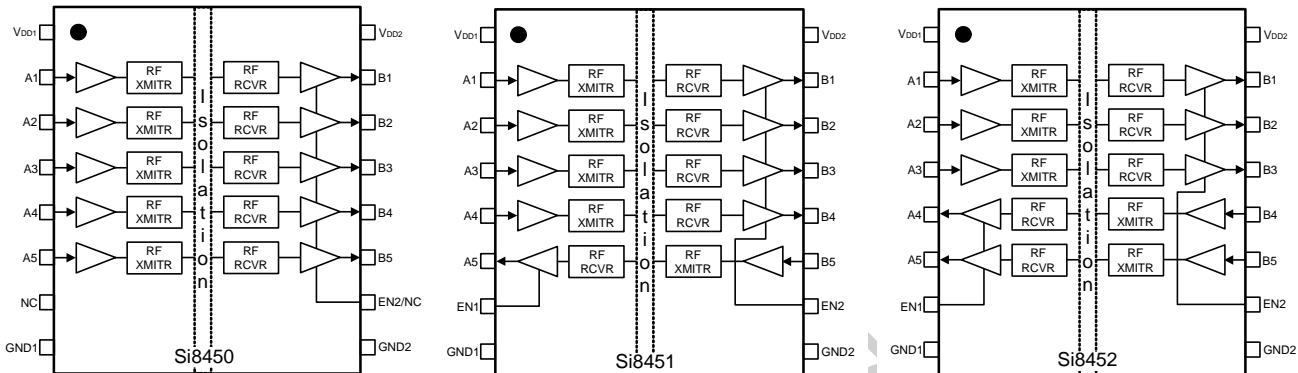 VDD1
VDD2
A1
RF XMITR
RF RCVR
B1
A2
RF XMITR
RF RCVR
B2
A3
RF XMITR
RF RCVR
B3
A4
RF XMITR
RF RCVR
B4
A5
RF XMITR
RF RCVR
B5
Isolation
NC
EN2/NC
GND1
GND2
Si8450
VDD1
VDD2
A1
RF XMITR
RF RCVR
B1
A2
RF XMITR
RF RCVR
B2
A3
RF XMITR
RF RCVR
B3
A4
RF XMITR
RF RCVR
B4
A5
RF RCVR
RF XMITR
B5
Isolation
EN1
EN2
GND1
GND2
Si8451
VDD1
VDD2
A1
RF XMITR
RF RCVR
B1
A2
RF XMITR
RF RCVR
B2
A3
RF XMITR
RF RCVR
B3
A4
RF RCVR
RF XMITR
B4
A5
RF RCVR
RF XMITR
B5
Isolation
EN1
EN2
GND1
GND2
Si8452